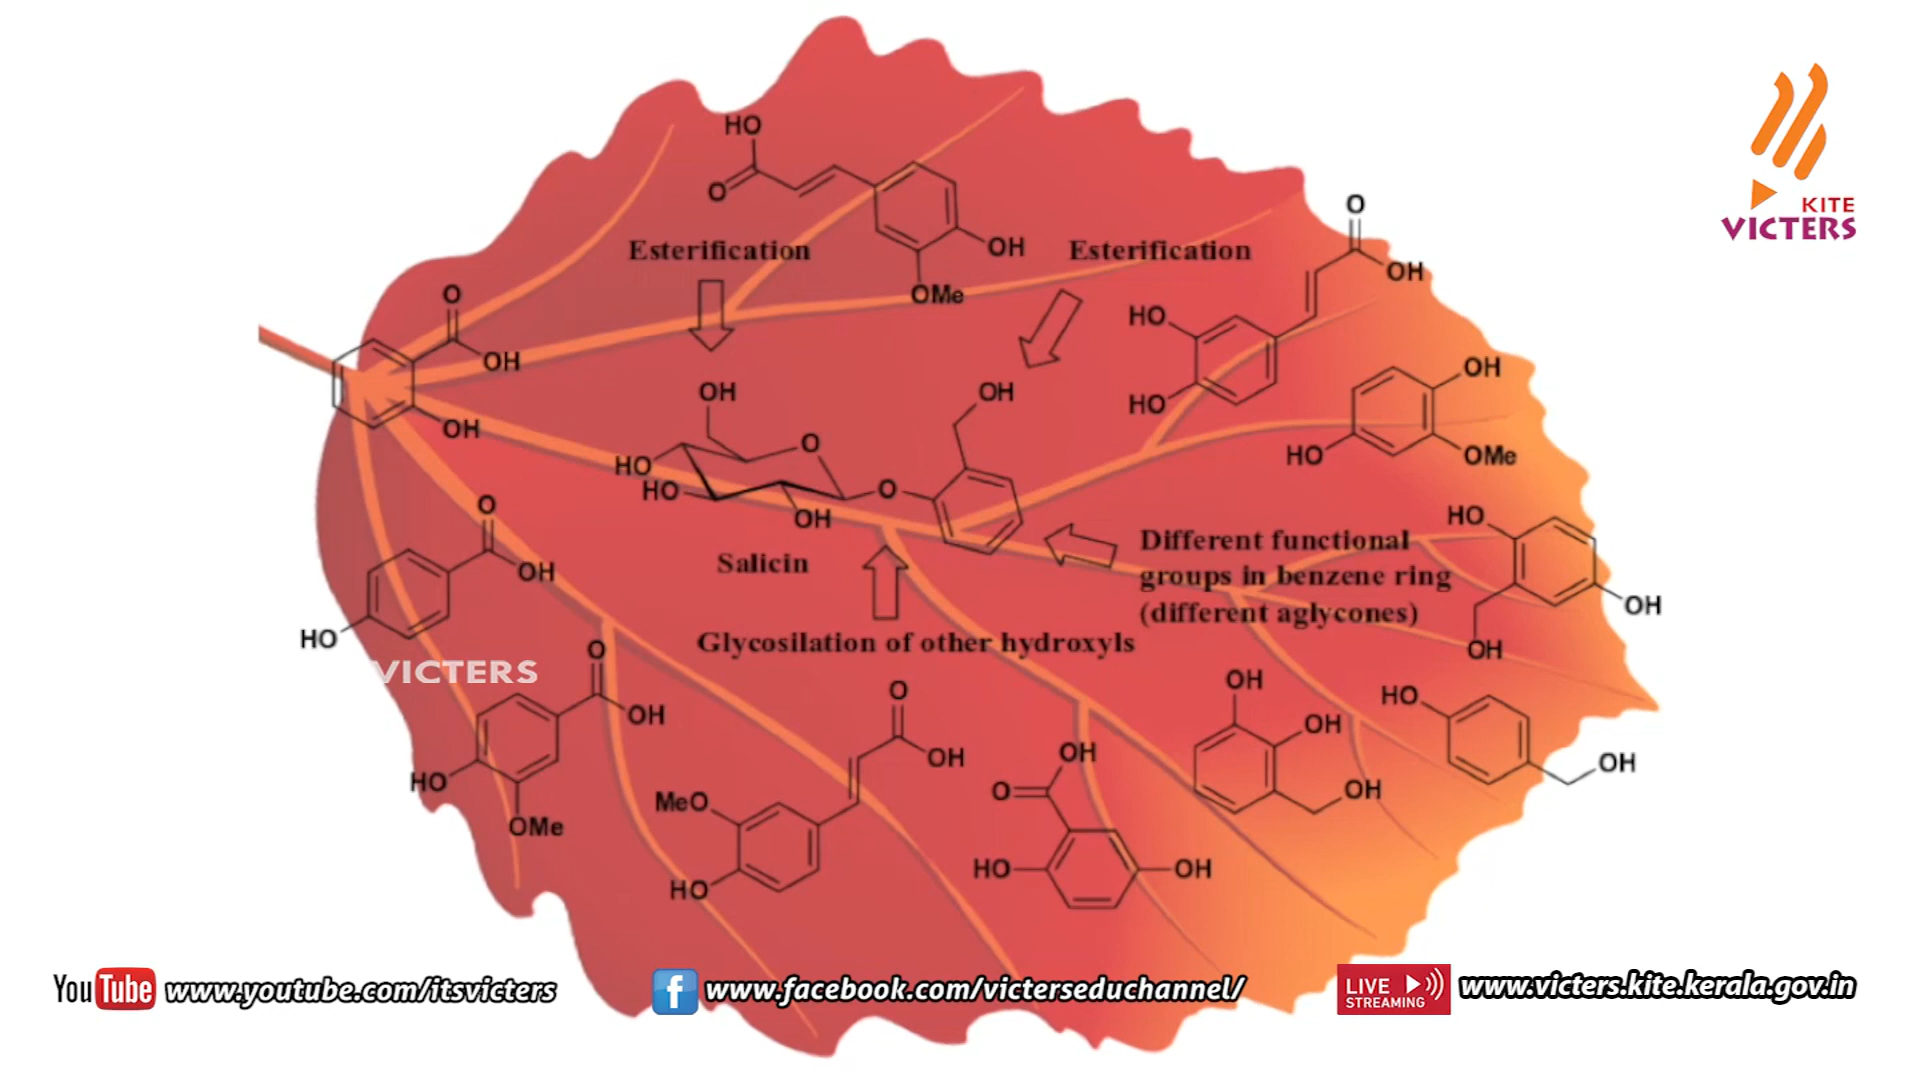 HO
O
OH
OMe
Esterification
Esterification
KITE
VICTERS
O
OH
HO
HO
O
OH
OH
OH
HO
OMe
OH
OH
O
HO
HO
OH
O
Salicin
Different functional
groups in benzene ring
(different aglycones)
HO
OH
OH
Glycosilation of other hydroxyls
O
OH
HO
VICTERS
O
OH
HO
OMe
O
OH
MeO
HO
OH
O
HO
OH
OH
OH
OH
HO
OH
You Tube www.youtube.com/itsvicters
f www.facebook.com/victerseduchannel/
LIVE
STREAMING
www.victers.kite.kerala.gov.in